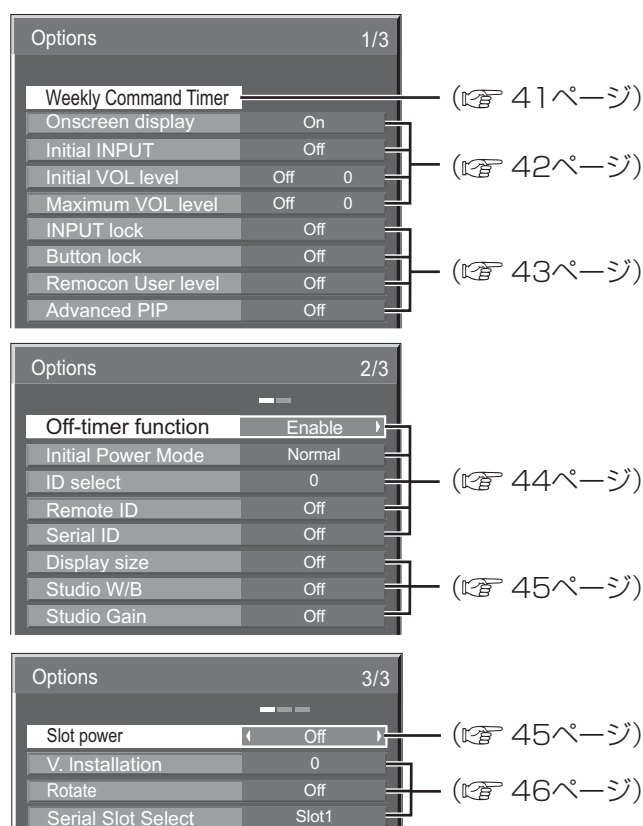 Options 1/3
Weekly Command Timer (☞ 41ページ)
Onscreen display On
Initial INPUT Off
(☞ 42ページ)
Initial VOL level Off 0
Maximum VOL level Off 0
INPUT lock Off
Button lock Off
(☞ 43ページ)
Remocon User level Off
Advanced PIP Off
Options 2/3
Off-timer function Enable
Initial Power Mode Normal
ID select 0 (☞ 44ページ)
Remote ID Off
Serial ID Off
Display size Off
Studio W/B Off (☞ 45ページ)
Studio Gain Off
Options 3/3
Slot power Off (☞ 45ページ)
V. Installation 0
Rotate Off (☞ 46ページ)
Serial Slot Select Slot1